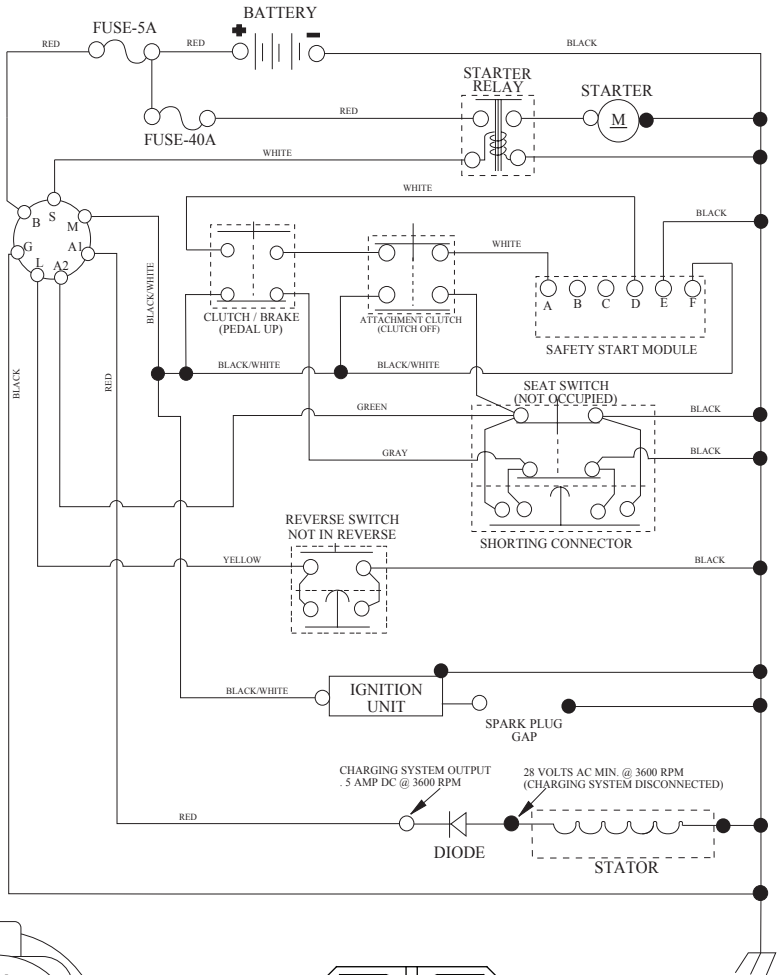 BATTERY
FUSE-5A
RED
RED
BLACK
STARTER
RELAY
STARTER
M
RED
FUSE-40A
WHITE
WHITE
B
S
M
G
A1
L
A2
BLACK
WHITE
A
B
C
D
E
F
SAFETY START MODULE
CLUTCH / BRAKE
(PEDAL UP)
ATTACHMENT CLUTCH
(CLUTCH OFF)
BLACK/WHITE
BLACK/WHITE
BLACK/WHITE
BLACK
RED
SEAT SWITCH
(NOT OCCUPIED)
GREEN
BLACK
GRAY
BLACK
SHORTING CONNECTOR
REVERSE SWITCH
NOT IN REVERSE
YELLOW
BLACK
BLACK/WHITE
IGNITION
UNIT
SPARK PLUG
GAP
CHARGING SYSTEM OUTPUT
. 5 AMP DC @ 3600 RPM
28 VOLTS AC MIN. @ 3600 RPM
(CHARGING SYSTEM DISCONNECTED)
RED
DIODE
STATOR